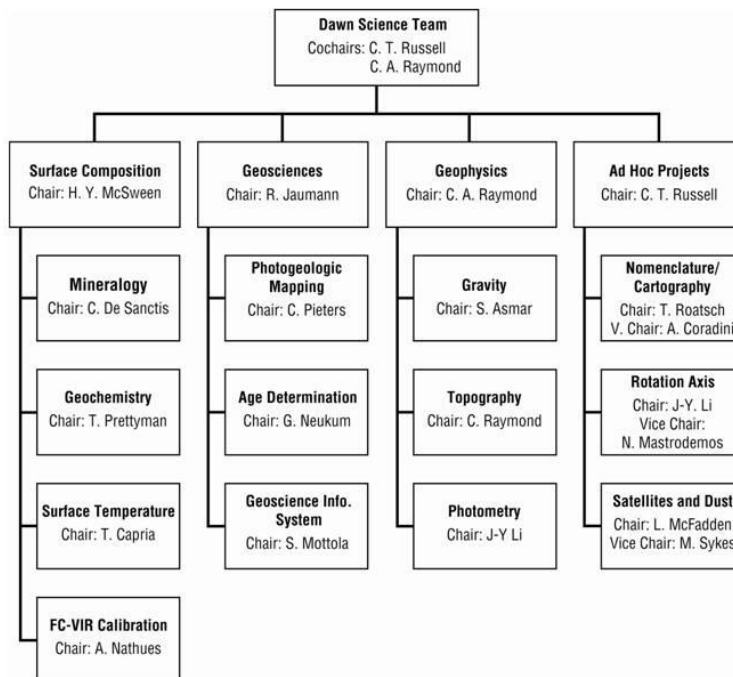 Dawn Science Team
Cochairs: C. T. Russell
C. A. Raymond
Surface Composition
Chair: H. Y. McSween
Geosciences
Chair: R. Jaumann
Geophysics
Chair: C. A. Raymond
Ad Hoc Projects
Chair: C. T. Russell
Mineralogy
Chair: C. De Sanctis
Geochemistry
Chair: T. Prettyman
Surface Temperature
Chair: T. Capria
FC-VIR Calibration
Chair: A. Nathues
Photogeologic
Mapping
Chair: C. Pieters
Age Determination
Chair: G. Neukum
Geoscience Info.
System
Chair: S. Mottola
Gravity
Chair: S. Asmar
Topography
Chair: C. Raymond
Photometry
Chair: J-Y Li
Nomenclature/
Cartography
Chair: T. Roatsch
V. Chair: A. Coradini
Rotation Axis
Chair: J-Y. Li
Vice Chair:
N. Mastrodemos
Satellites and Dust
Chair: L. McFadden
Vice Chair: M. Sykes